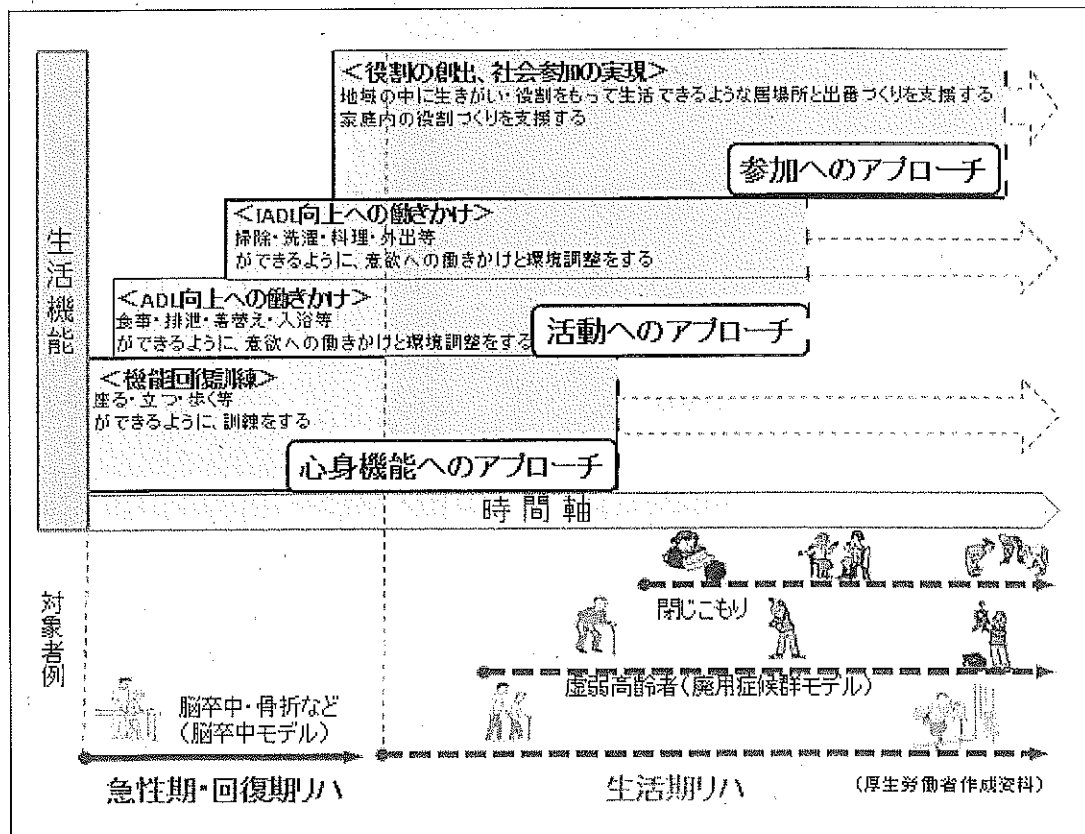 <役割の創出、社会参加の実現>
地域の中に生きがい・役割をもって生活できるような居場所と出番づくりを支援する
家庭内の役割づくりを支援する
参加へのアプローチ
<IADL向上への働きかけ>
掃除・洗濯・料理・外出等
ができるように、意欲への働きかけと環境調整をする
<ADL向上への働きかけ>
食事・排泄・着替え・入浴等
ができるように、意欲への働きかけと環境調整をする
活動へのアプローチ
<機能回復訓練>
座る・立つ・歩く等
ができるように、訓練をする
心身機能へのアプローチ
生活機能
時間軸
対象者例
閉じこもり
虚弱高齢者(廃用症候群モデル)
脳卒中・骨折など
(脳卒中モデル)
急性期・回復期リハ
生活期リハ
(厚生労働省作成資料)